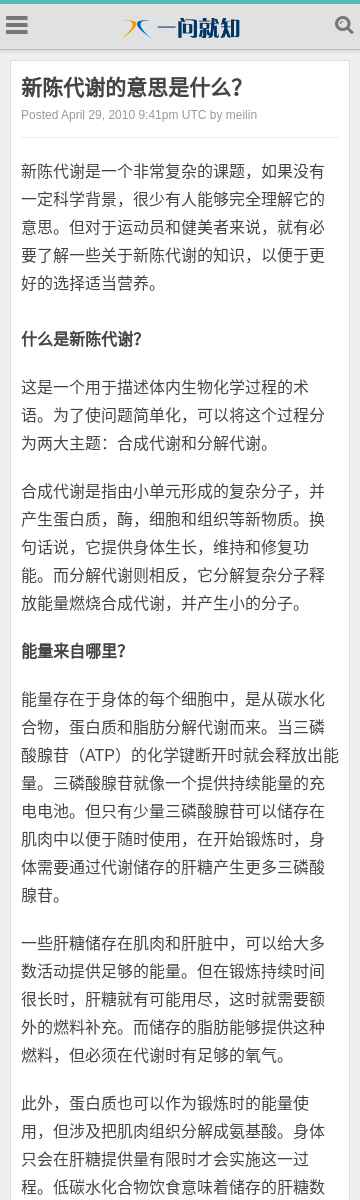 一问就知
新陈代谢的意思是什么？
Posted April 29, 2010 9:41pm UTC by meilin
新陈代谢是一个非常复杂的课题，如果没有
一定科学背景，很少有人能够完全理解它的
意思。但对于运动员和健美者来说，就有必
要了解一些关于新陈代谢的知识，以便于更
好的选择适当营养。
什么是新陈代谢？
这是一个用于描述体内生物化学过程的术
语。为了使问题简单化，可以将这个过程分
为两大主题：合成代谢和分解代谢。
合成代谢是指由小单元形成的复杂分子，并
产生蛋白质，酶，细胞和组织等新物质。换
句话说，它提供身体生长，维持和修复功
能。而分解代谢则相反，它分解复杂分子释
放能量燃烧合成代谢，并产生小的分子。
能量来自哪里？
能量存在于身体的每个细胞中，是从碳水化
合物，蛋白质和脂肪分解代谢而来。当三磷
酸腺苷（ATP）的化学键断开时就会释放出能
量。三磷酸腺苷就像一个提供持续能量的充
电电池。但只有少量三磷酸腺苷可以储存在
肌肉中以便于随时使用，在开始锻炼时，身
体需要通过代谢储存的肝糖产生更多三磷酸
腺苷。
一些肝糖储存在肌肉和肝脏中，可以给大多
数活动提供足够的能量。但在锻炼持续时间
很长时，肝糖就有可能用尽，这时就需要额
外的燃料补充。而储存的脂肪能够提供这种
燃料，但必须在代谢时有足够的氧气。
此外，蛋白质也可以作为锻炼时的能量使
用，但涉及把肌肉组织分解成氨基酸。身体
只会在肝糖提供量有限时才会实施这一过
程。低碳水化合物饮食意味着储存的肝糖数